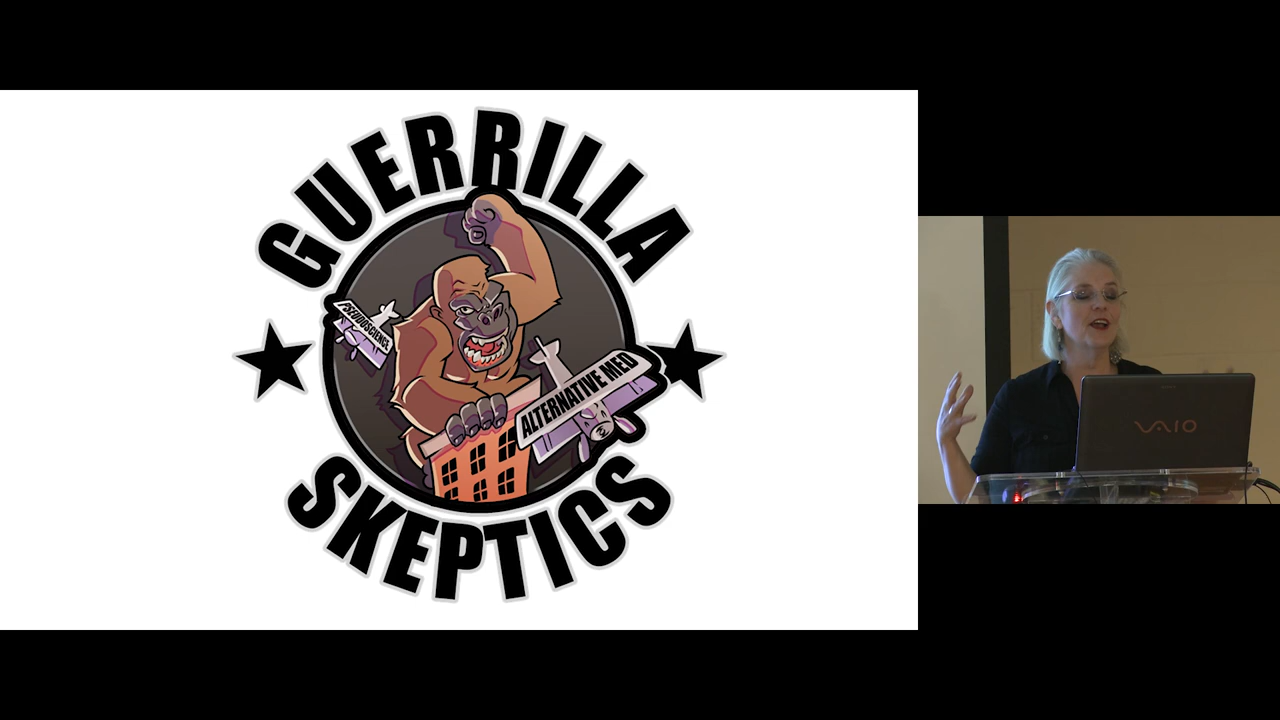 GUERRILLA
PSEUDOSCIENCE
ALTERNATIVE MED
SKEPTICS
VAIO